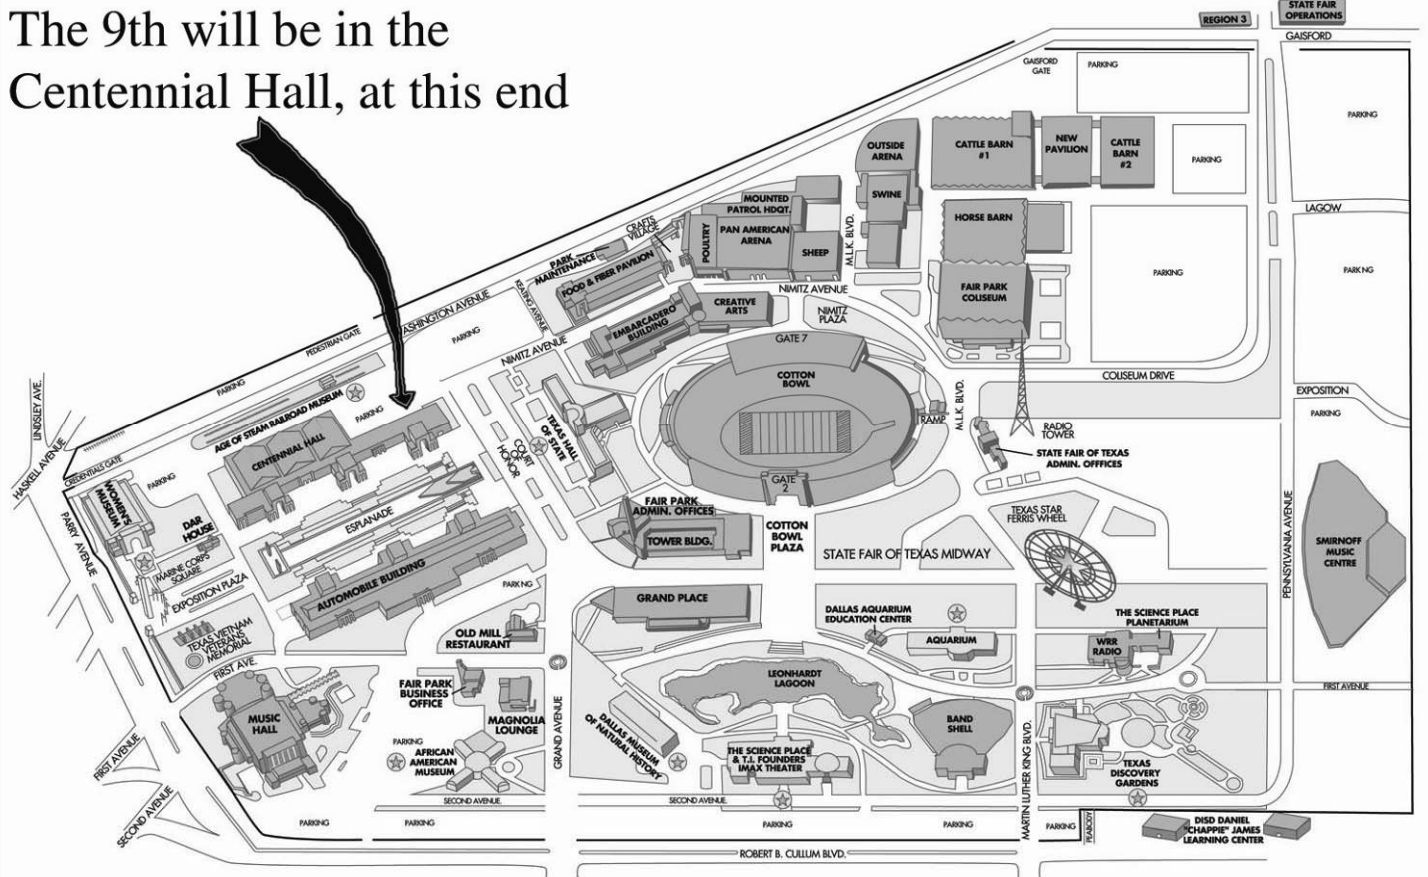 The 9th will be in the
Centennial Hall, at this end
REGION 3
STATE FAIR
OPERATIONS
GAISFORD
GAISFORD
GATE
PARKING
PARKING
OUTSIDE
ARENA
CATTLE BARN
#1
NEW
PAVILION
CATTLE
BARN
#2
PARKING
SWINE
MOUNTED
PATROL HDQT.
POULTRY
PAN AMERICAN
ARENA
SHEEP
M.L.K. BLVD.
HORSE BARN
LAGOW
CRAFTS
VILLAGE
PARK
MAINTENANCE
FOOD & FIBER PAVILION
FAIR PARK
COLISEUM
PARKING
PARK NG
KEATING AVENUE
NIMITZ AVENUE
CREATIVE
ARTS
NIMITZ
PLAZA
EMBARCADERO
BUILDING
WASHINGTON AVENUE
PARKING
PEDESTRIAN GATE
NIMITZ AVENUE
GATE 7
COTTON
BOWL
COLISEUM DRIVE
EXPOSITION
PARKING
PARKING
LINDSLEY AVE.
AGE OF STEAM RAILROAD MUSEUM
PARKING
M.L.K. BLVD.
RAMP
RADIO
TOWER
STATE FAIR OF TEXAS
ADMIN. OFFFICES
HASKELL AVENUE
CREDENTIALS GATE
CENTENNIAL HALL
COURT
OF
HONOR
TEXAS HALL
OF STATE
GATE
2
PARKING
WOMEN'S
MUSEUM
DAR
HOUSE
ESPLANADE
FAIR PARK
ADMIN. OFFICES
TOWER BLDG.
COTTON
BOWL
PLAZA
STATE FAIR OF TEXAS MIDWAY
TEXAS STAR
FERRIS WHEEL
PENNSYLVANIA AVENUE
SMIRNOFF
MUSIC
CENTRE
PARRY AVENUE
MARINE CORPS
SQUARE
EXPOSITION PLAZA
AUTOMOBILE BUILDING
PARK NG
GRAND PLACE
DALLAS AQUARIUM
EDUCATION CENTER
THE SCIENCE PLACE
PLANETARIUM
TEXAS VIETNAM
VETERANS
MEMORIAL
OLD MILL
RESTAURANT
AQUARIUM
WRR
RADIO
FIRST AVE.
FAIR PARK
BUSINESS
OFFICE
LEONHARDT
LAGOON
FIRST AVENUE
MUSIC
HALL
MAGNOLIA
LOUNGE
GRAND AVENUE
DALLAS MUSEUM
OF NATURAL HISTORY
BAND
SHELL
FIRST AVENUE
PARKING
AFRICAN
AMERICAN
MUSEUM
THE SCIENCE PLACE
& T.I. FOUNDERS
IMAX THEATER
MARTIN LUTHER KING BLVD.
TEXAS
DISCOVERY
GARDENS
SECOND AVENUE
SECOND AVENUE.
SECOND AVENUE.
PARKING
PARKING
PARKING
PARKING
PARKING
PEABODY
DISD DANIEL
"CHAPPIE" JAMES
LEARNING CENTER
ROBERT B. CULLUM BLVD.